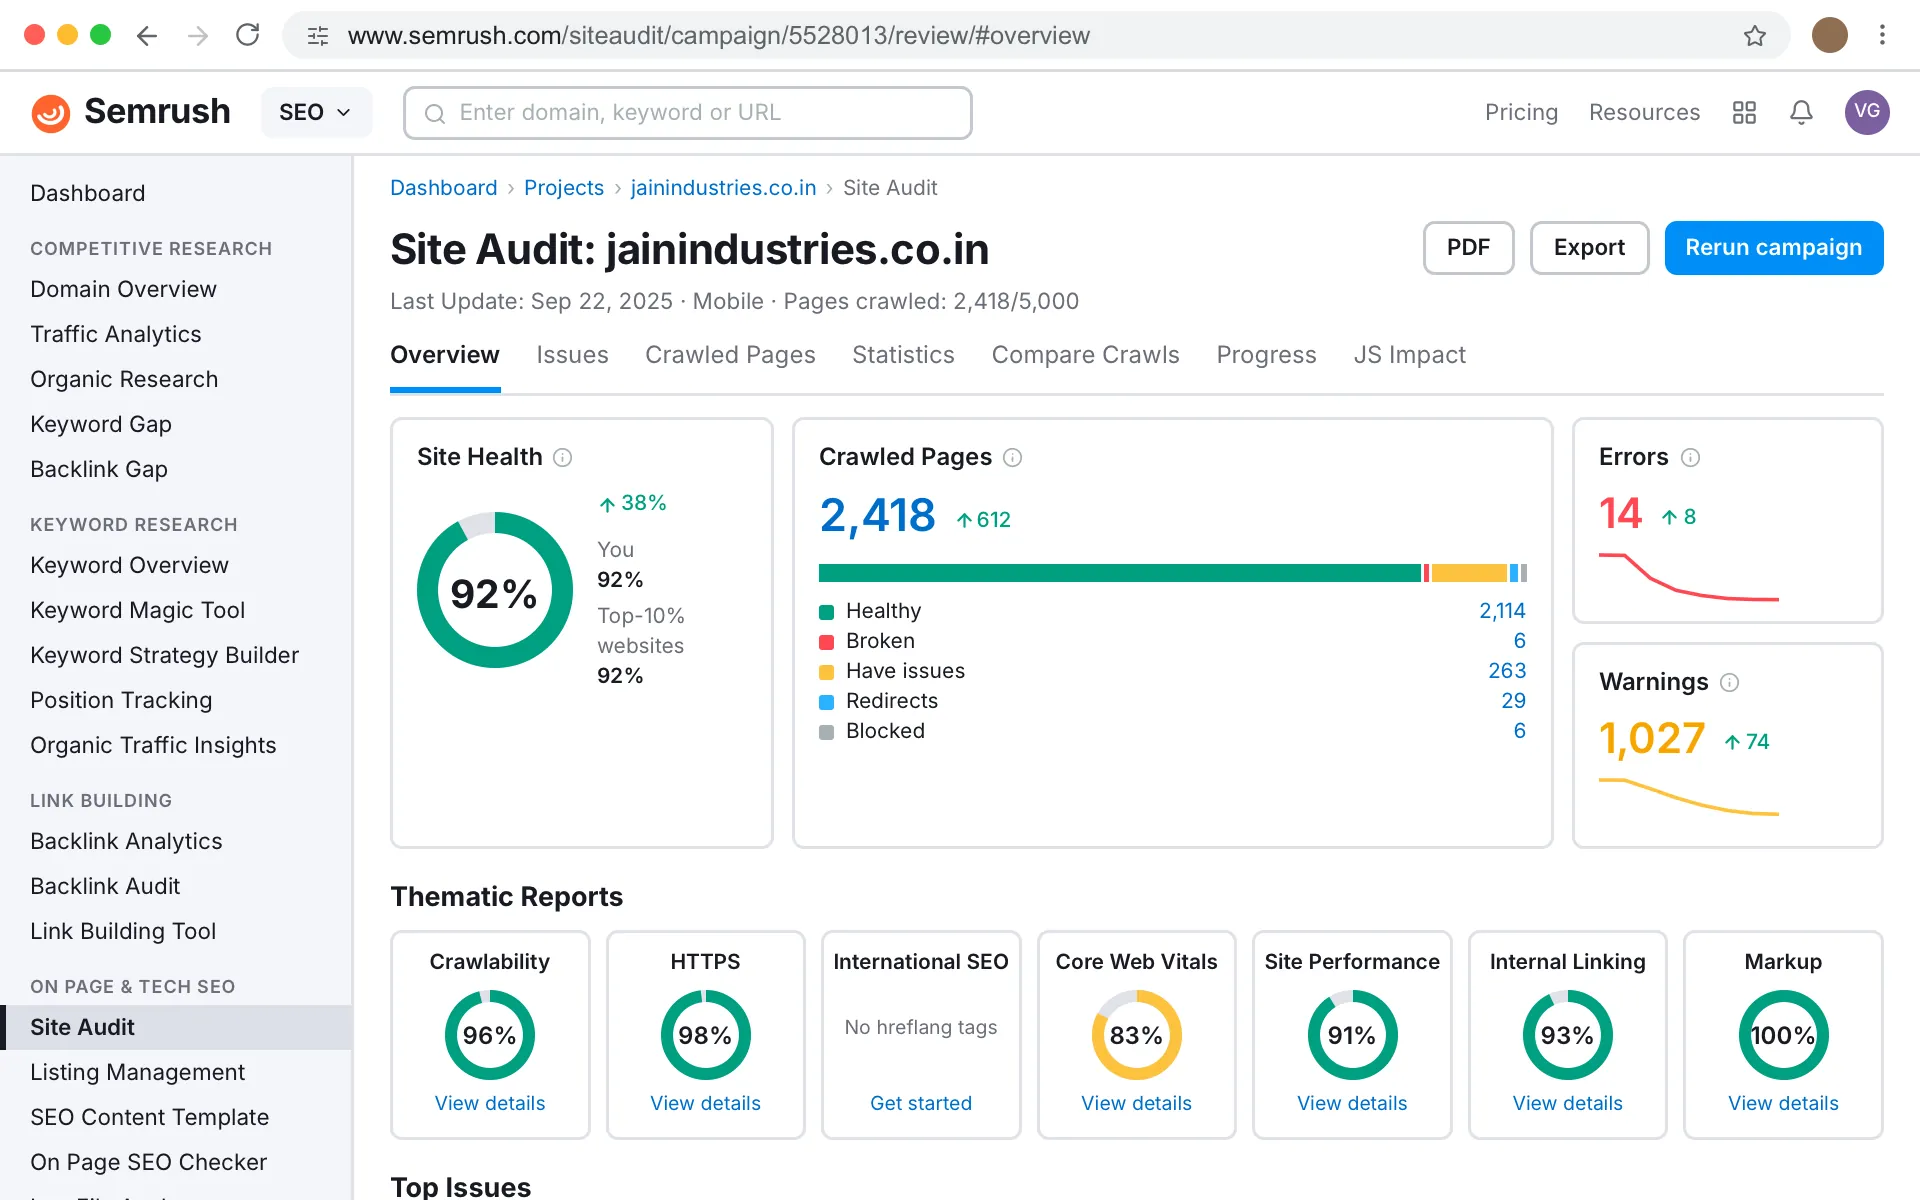 www.semrush.com/siteaudit/campaign/5528013/review/#overview
Semrush
SEO
Enter domain, keyword or URL
Pricing
Resources
VG
Dashboard
COMPETITIVE RESEARCH
Domain Overview
Traffic Analytics
Organic Research
Keyword Gap
Backlink Gap
KEYWORD RESEARCH
Keyword Overview
Keyword Magic Tool
Keyword Strategy Builder
Position Tracking
Organic Traffic Insights
LINK BUILDING
Backlink Analytics
Backlink Audit
Link Building Tool
ON PAGE & TECH SEO
Site Audit
Listing Management
SEO Content Template
On Page SEO Checker
Dashboard › Projects › jainindustries.co.in › Site Audit
Site Audit: jainindustries.co.in
PDF
Export
Rerun campaign
Last Update: Sep 22, 2025 · Mobile · Pages crawled: 2,418/5,000
Overview
Issues
Crawled Pages
Statistics
Compare Crawls
Progress
JS Impact
Site Health
92%
↑ 38%
You
92%
Top-10%
websites
92%
Crawled Pages
2,418 ↑ 612
Healthy 2,114
Broken 6
Have issues 263
Redirects 29
Blocked 6
Errors
14 ↑ 8
Warnings
1,027 ↑ 74
Thematic Reports
Crawlability
96%
View details
HTTPS
98%
View details
International SEO
No hreflang tags
Get started
Core Web Vitals
83%
View details
Site Performance
91%
View details
Internal Linking
93%
View details
Markup
100%
View details
Top Issues